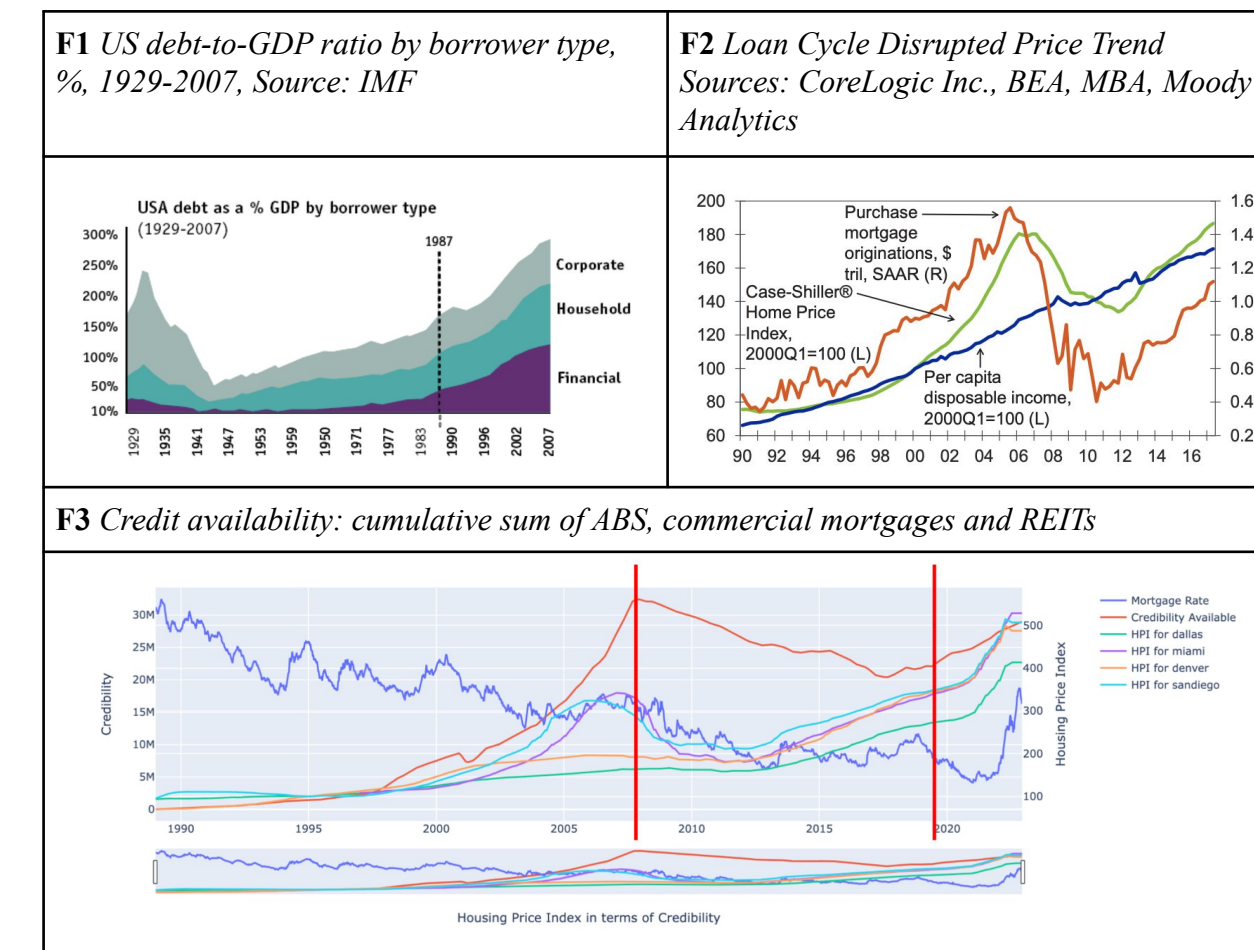 F1 US debt-to-GDP ratio by borrower type,
%, 1929-2007, Source: IMF
F2 Loan Cycle Disrupted Price Trend
Sources: CoreLogic Inc., BEA, MBA, Moody
Analytics
USA debt as a % GDP by borrower type
(1929-2007)
300%
250%
200%
150%
100%
50%
10%
1987
Corporate
Household
Financial
1929
1935
1941
1947
1953
1959
1950
1971
1977
1983
1990
1996
2002
2007
200
180
160
140
120
100
80
60
Purchase
mortgage
originations, $
tril, SAAR (R)
Case-Shiller®
Home Price
Index,
2000Q1=100 (L)
Per capita
disposable income,
2000Q1=100 (L)
1.6
1.4
1.2
1.0
0.8
0.6
0.4
0.2
90 92 94 96 98 00 02 04 06 08 10 12 14 16
F3 Credit availability: cumulative sum of ABS, commercial mortgages and REITs
Credibility
30M
25M
20M
15M
10M
5M
0
500
400
300
200
100
Housing Price Index
1990 1995 2000 2005 2010 2015 2020
Mortgage Rate
Credibility Available
HPI for dallas
HPI for miami
HPI for denver
HPI for sandiego
Housing Price Index in terms of Credibility